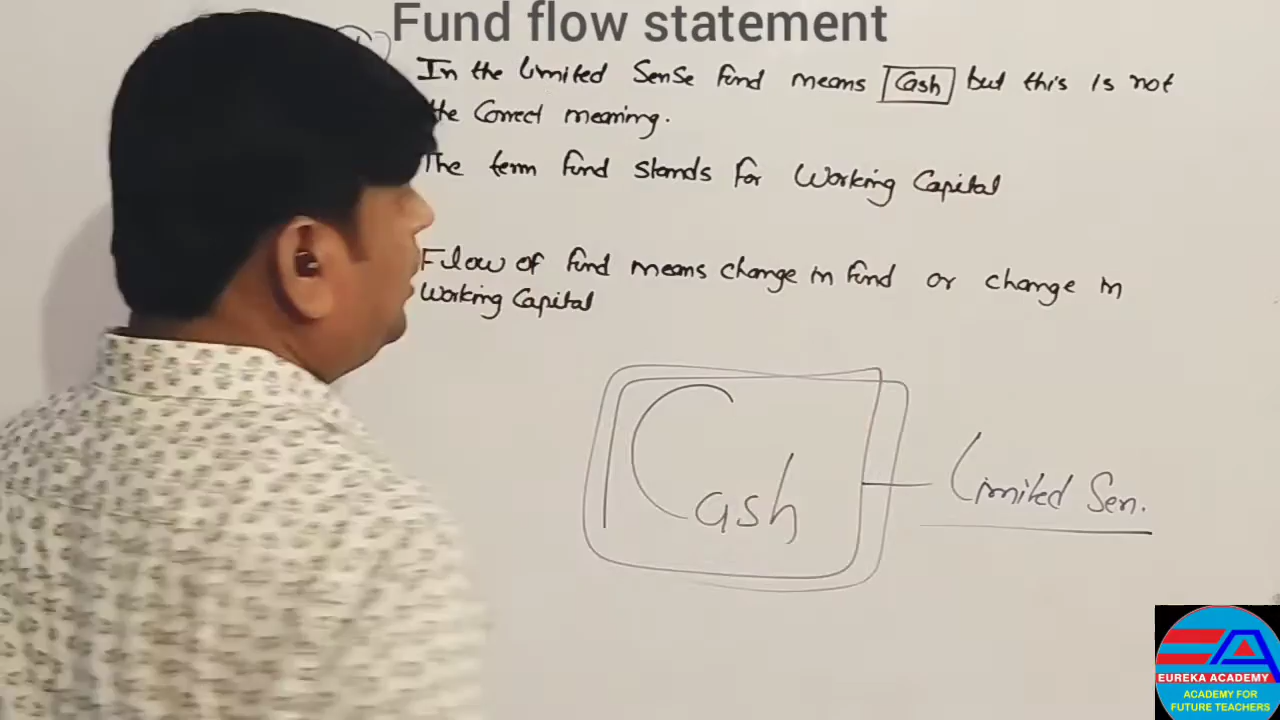 Fund flow statement
In the limited Sense fund means Cash but this is not
the Correct meaning.
The term fund stands for Working Capital
Flow of fund means change in fund or change in
Working Capital
Cash
Limited Sen.
EUREKA ACADEMY
ACADEMY FOR
FUTURE TEACHERS